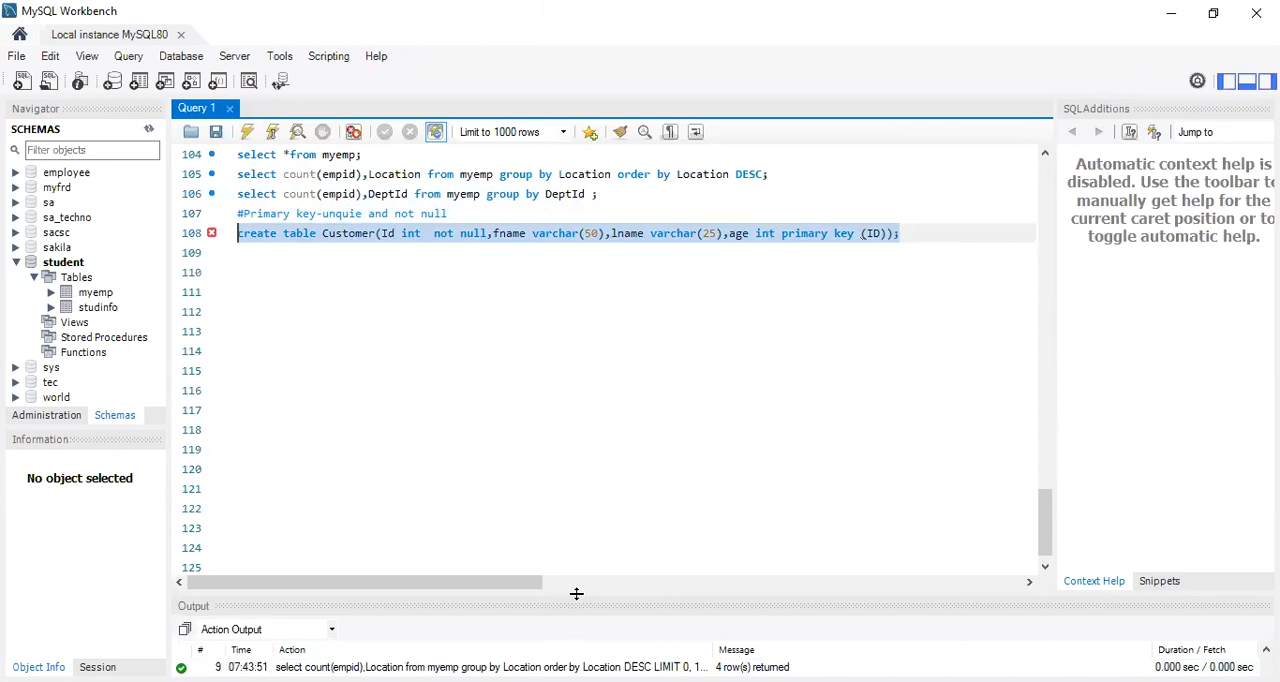 MySQL Workbench
Local instance MySQL80
File Edit View Query Database Server Tools Scripting Help
Navigator
SCHEMAS
Filter objects
employee
myfrd
sa
sa_techno
sacsc
sakila
student
Tables
myemp
studinfo
Views
Stored Procedures
Functions
sys
tec
world
Administration Schemas
Information
No object selected
Object Info Session
Query 1
Limit to 1000 rows
104 select *from myemp;
105 select count(empid),Location from myemp group by Location order by Location DESC;
106 select count(empid),DeptId from myemp group by DeptId ;
107 #Primary key-unquie and not null
108 create table Customer(Id int  not null,fname varchar(50),lname varchar(25),age int primary key (ID));
109
110
111
112
113
114
115
116
117
118
119
120
121
122
123
124
125
Output
Action Output
# Time Action Message Duration / Fetch
9 07:43:51 select count(empid),Location from myemp group by Location order by Location DESC LIMIT 0, 1... 4 row(s) returned 0.000 sec / 0.000 sec
SQLAdditions
Jump to
Automatic context help is
disabled. Use the toolbar to
manually get help for the
current caret position or to
toggle automatic help.
Context Help Snippets